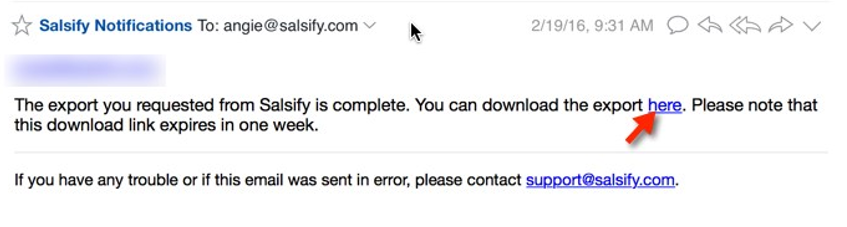 Salsify Notifications To: angie@salsify.com 2/19/16, 9:31 AM
The export you requested from Salsify is complete. You can download the export here. Please note that
this download link expires in one week.
If you have any trouble or if this email was sent in error, please contact support@salsify.com.